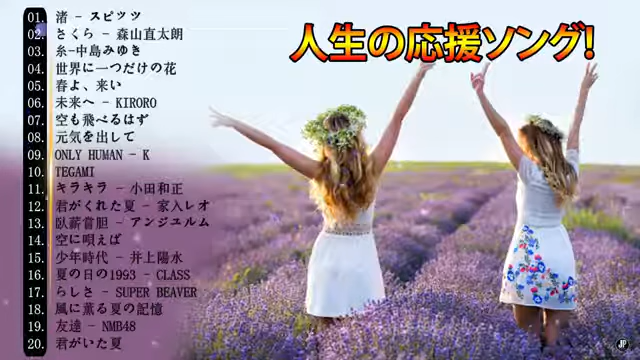 人生の応援ソング!
01. 渚 - スピツツ
02. さくら - 森山直太朗
03. 糸-中島みゆき
04. 世界に一つだけの花
05. 春よ、来い
06. 未来へ - KIRORO
07. 空も飛べるはず
08. 元気を出して
09. ONLY HUMAN - K
10. TEGAMI
11. キラキラ - 小田和正
12. 君がくれた夏 - 家入レオ
13. 臥薪嘗胆 - アンジュルム
14. 空に唄えば
15. 少年時代 - 井上陽水
16. 夏の日の1993 - CLASS
17. らしさ - SUPER BEAVER
18. 風に薫る夏の記憶
19. 友達 - NMB48
20. 君がいた夏
JP